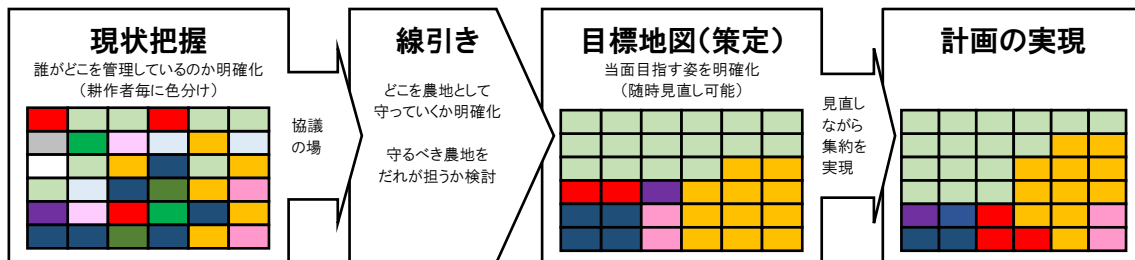 現状把握
誰がどこを管理しているのか明確化
（耕作者毎に色分け）
協議
の場
線引き
どこを農地として
守っていくか明確化
守るべき農地を
だれが担うか検討
目標地図（策定）
当面目指す姿を明確化
（随時見直し可能）
見直し
ながら
集約を
実現
計画の実現